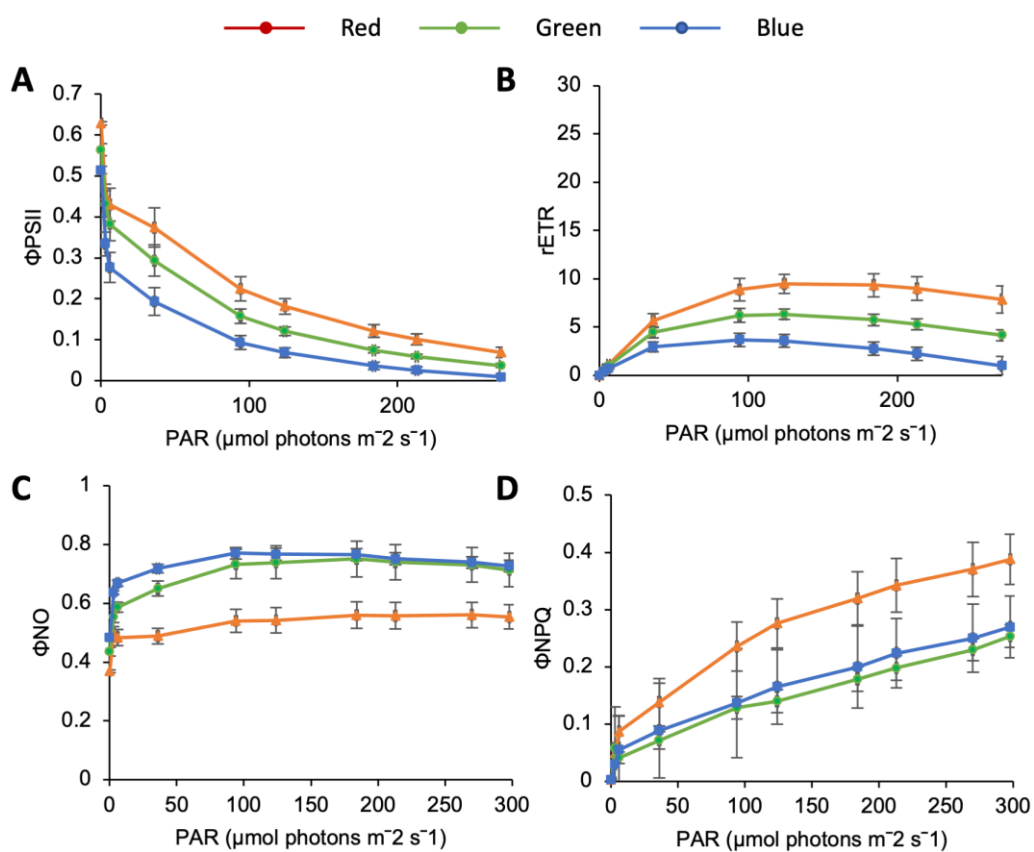 Red Green Blue
A
0.7
0.6
0.5
0.4
0.3
0.2
0.1
0
ΦPSII
0 100 200
PAR (µmol photons m−2 s−1)
B
30
25
20
15
10
5
0
rETR
0 100 200
PAR (µmol photons m−2 s−1)
C
1
0.8
0.6
0.4
0.2
0
ΦNO
0 50 100 150 200 250 300
PAR (µmol photons m−2 s−1)
D
0.5
0.4
0.3
0.2
0.1
0
ΦNPQ
0 50 100 150 200 250 300
PAR (µmol photons m−2 s−1)